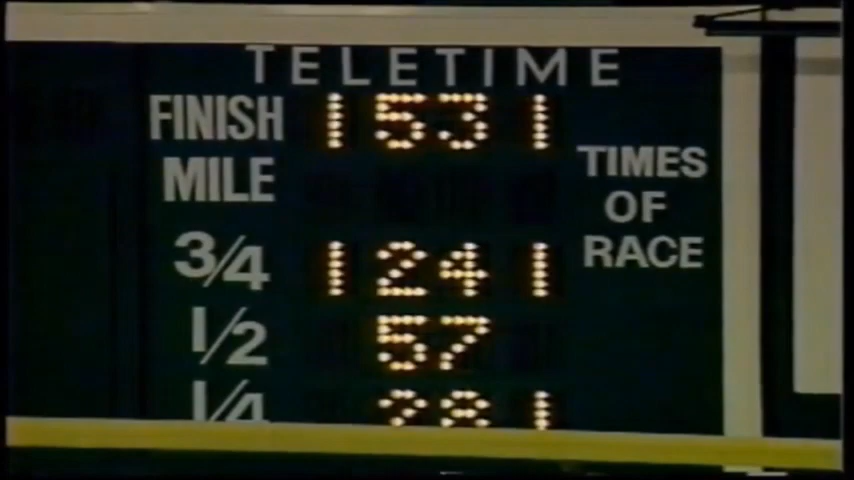 TELETIME
FINISH 1 53 1
MILE
3/4 1 24 1
1/2 57
1/4 28 1
TIMES
OF
RACE